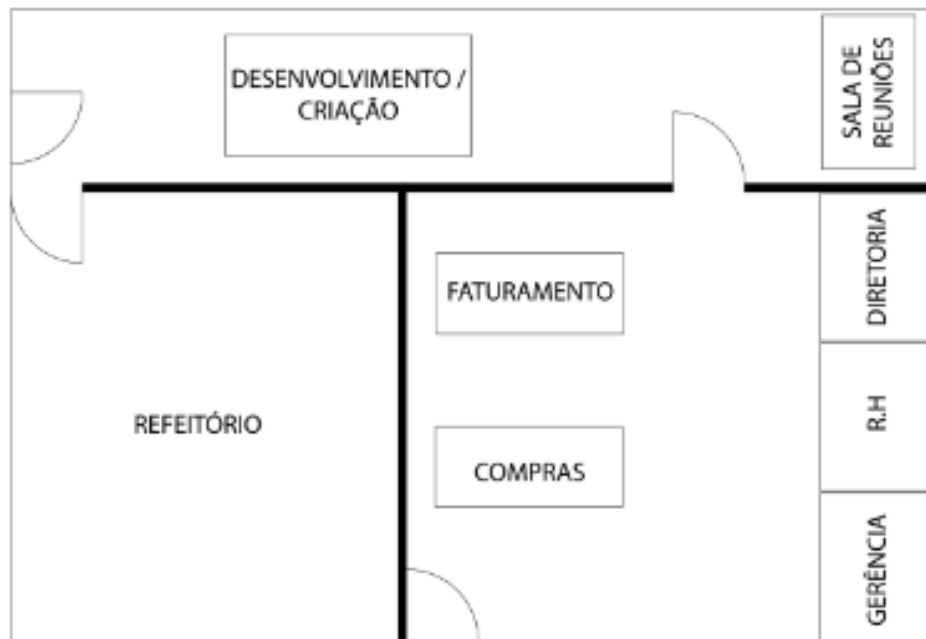 DESENVOLVIMENTO /
CRIAÇÃO
SALA DE
REUNIÕES
DIRETORIA
FATURAMENTO
R.H
REFEITÓRIO
COMPRAS
GERÊNCIA